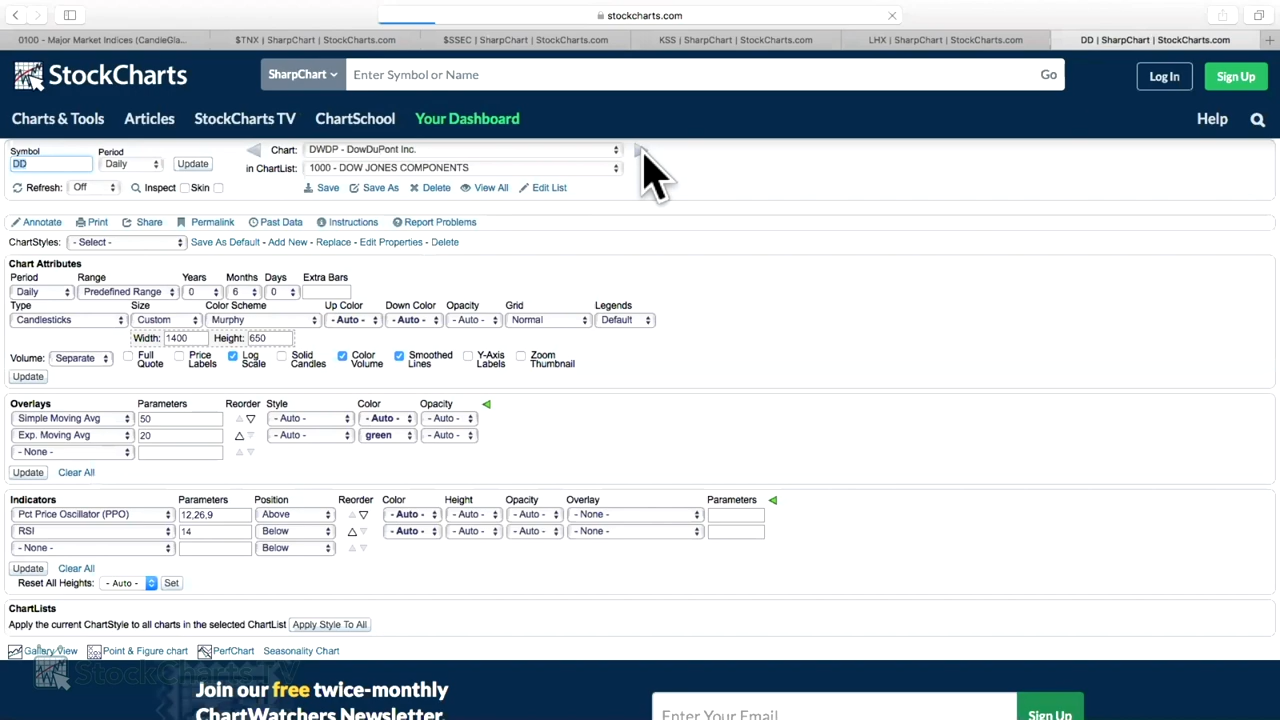 stockcharts.com
0100 - Major Market Indices (CandleGla...
$TNX | SharpChart | StockCharts.com
$SSEC | SharpChart | StockCharts.com
KSS | SharpChart | StockCharts.com
LHX | SharpChart | StockCharts.com
DD | SharpChart | StockCharts.com
StockCharts
SharpChart
Enter Symbol or Name
Go
Log In
Sign Up
Charts & Tools
Articles
StockCharts TV
ChartSchool
Your Dashboard
Help
Symbol
Period
DD
Daily
Update
Chart:
DWDP - DowDuPont Inc.
in ChartList:
1000 - DOW JONES COMPONENTS
Refresh:
Off
Inspect
Skin
Save
Save As
Delete
View All
Edit List
Annotate
Print
Share
Permalink
Past Data
Instructions
Report Problems
ChartStyles:
- Select -
Save As Default - Add New - Replace - Edit Properties - Delete
Chart Attributes
Period Range Years Months Days Extra Bars
Daily Predefined Range 0 6 0
Type Size Color Scheme Up Color Down Color Opacity Grid Legends
Candlesticks Custom Murphy - Auto - - Auto - - Auto - Normal Default
Width: 1400 Height: 650
Volume: Separate
Full Quote
Price Labels
Log Scale
Solid Candles
Color Volume
Smoothed Lines
Y-Axis Labels
Zoom Thumbnail
Update
Overlays Parameters Reorder Style Color Opacity
Simple Moving Avg 50 - Auto - - Auto - - Auto -
Exp. Moving Avg 20 - Auto - green - Auto -
- None -
Update Clear All
Indicators Parameters Position Reorder Color Height Opacity Overlay Parameters
Pct Price Oscillator (PPO) 12,26,9 Above - Auto - - Auto - - Auto - - None -
RSI 14 Below - Auto - - Auto - - Auto - - None -
- None - Below
Update Clear All
Reset All Heights: - Auto - Set
ChartLists
Apply the current ChartStyle to all charts in the selected ChartList Apply Style To All
Gallery View
Point & Figure chart
PerfChart
Seasonality Chart
StockCharts TV
Join our free twice-monthly
ChartWatchers Newsletter.
Enter Your Email
Sign Up